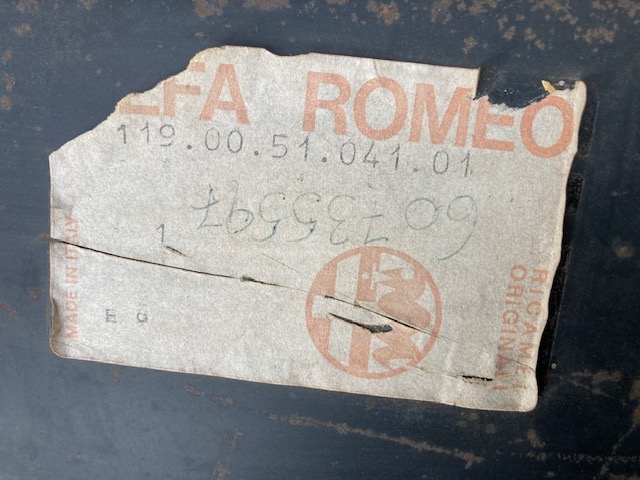 LFA ROMEO
119.00.51.041.01
60735597
1
E G
MADE IN ITALY
RICAMBI
ORIGINALI